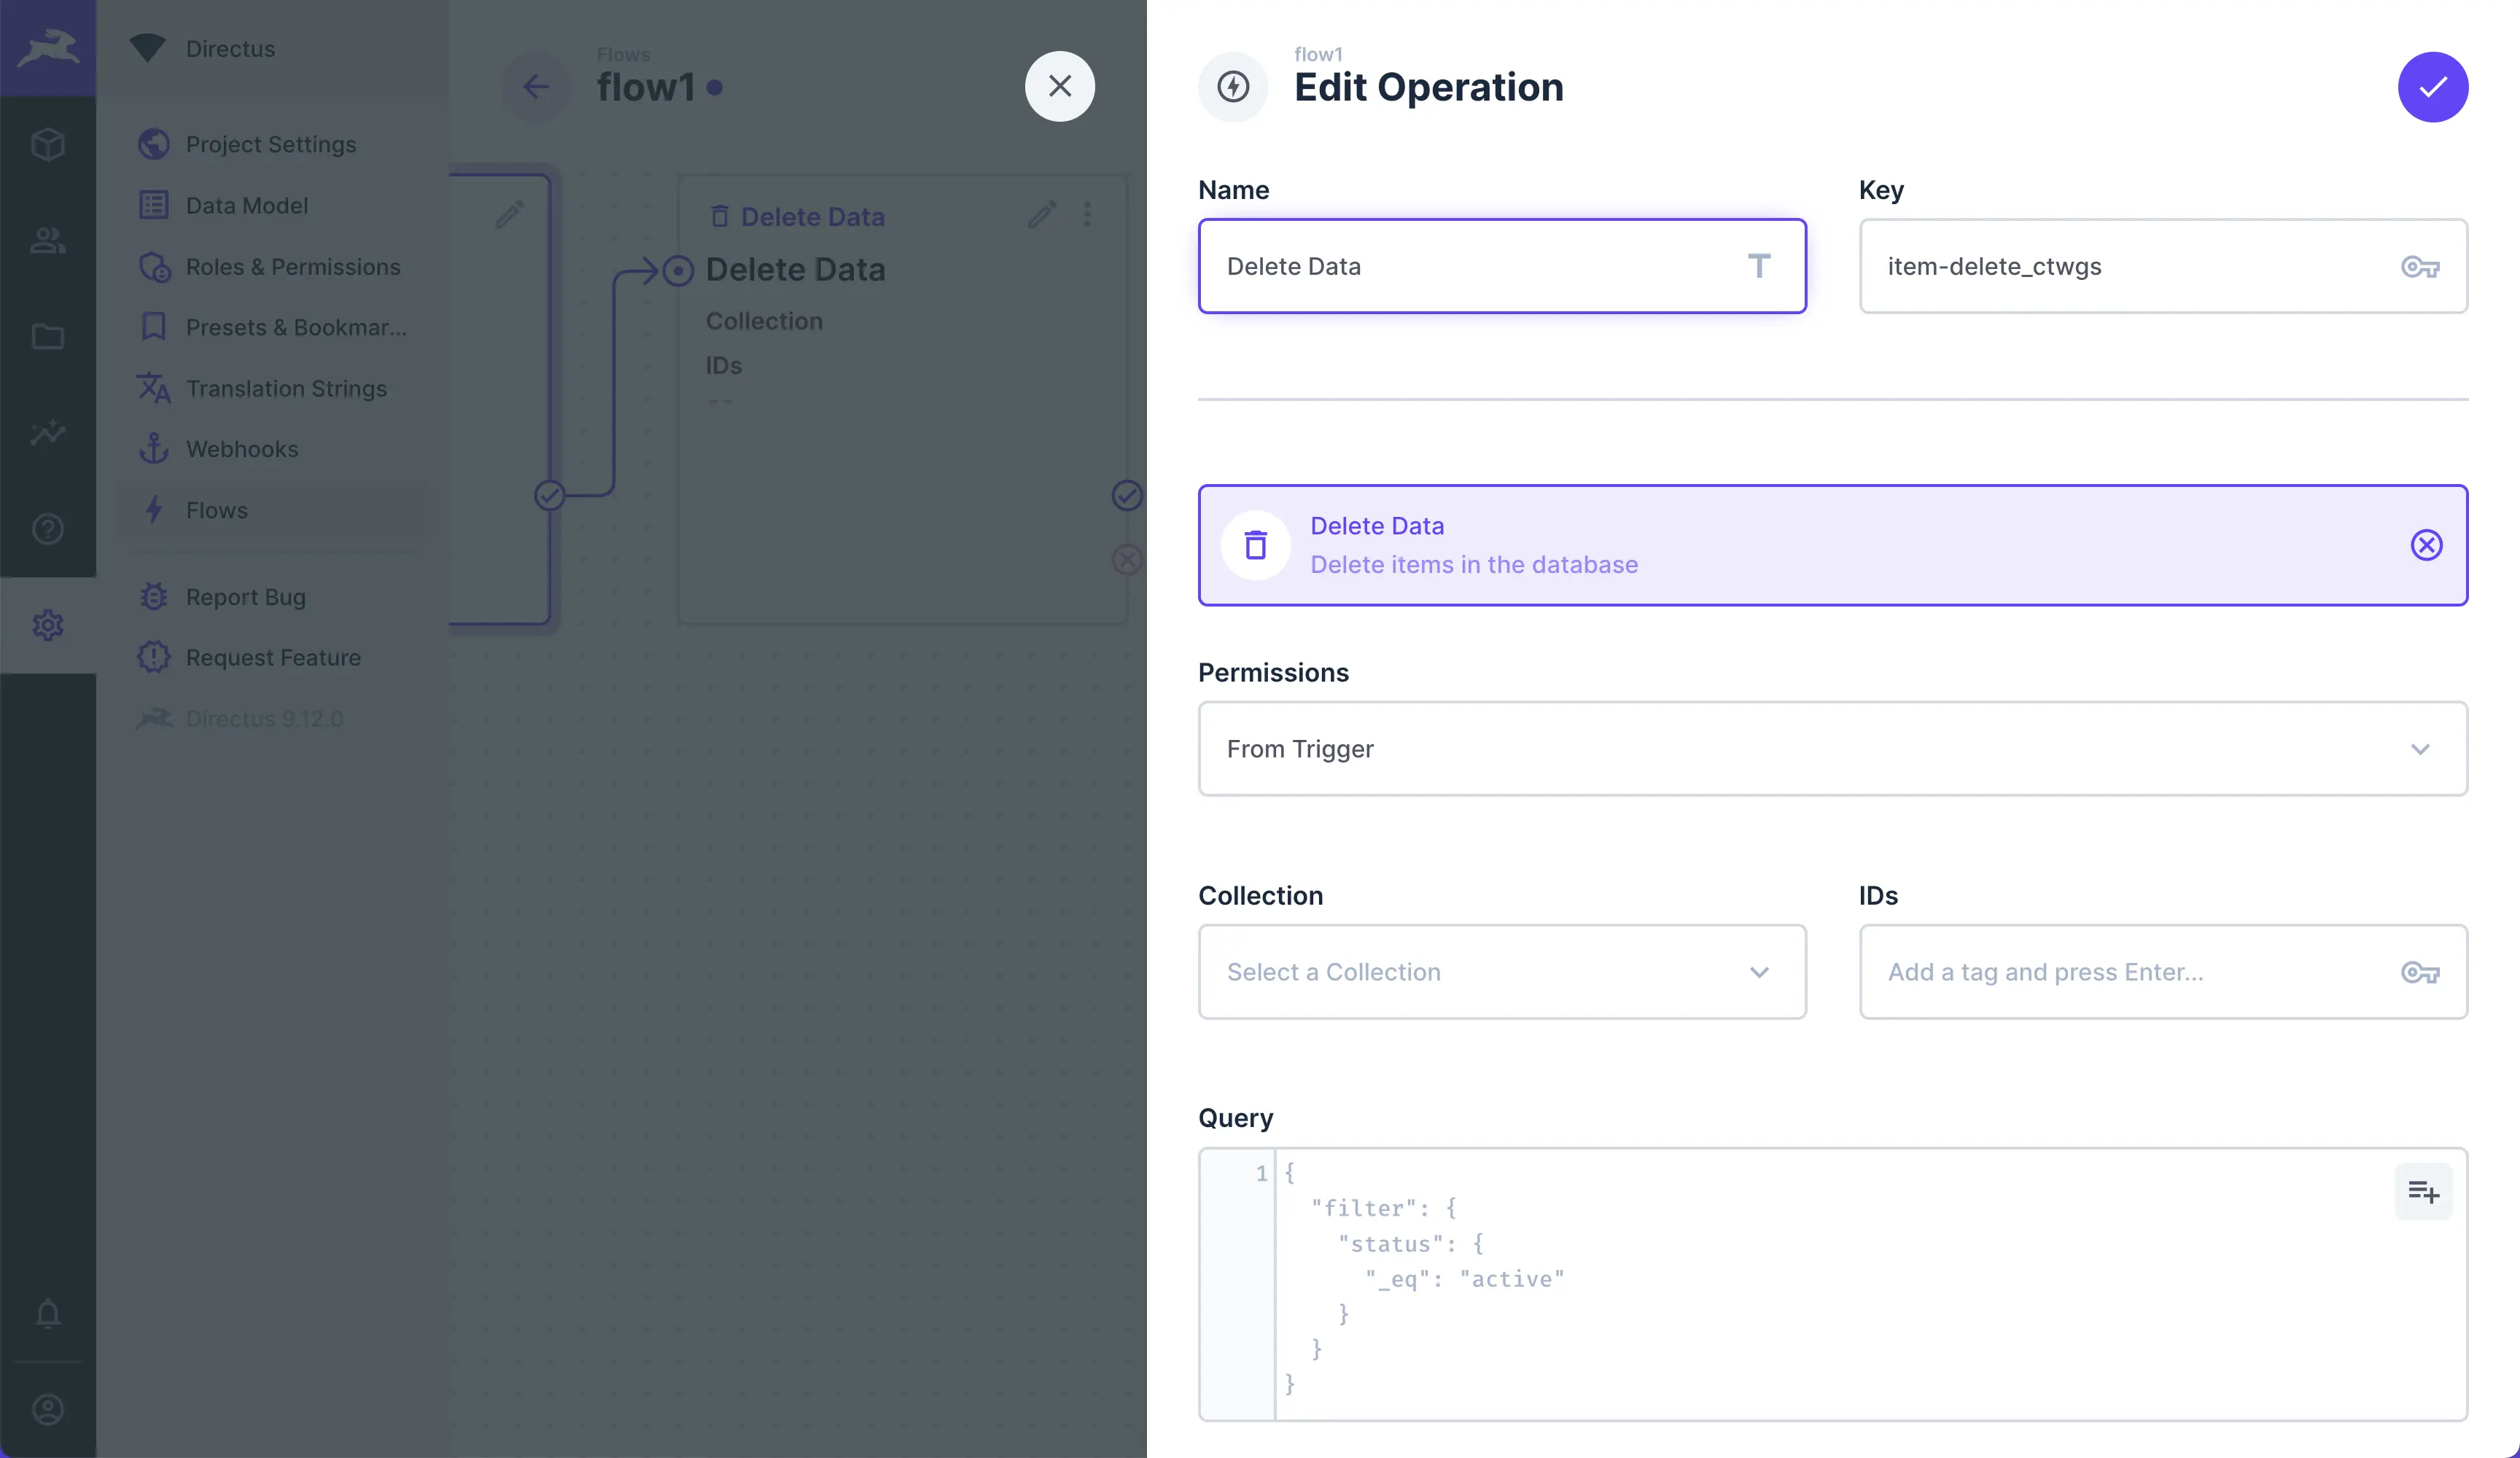 Directus
Project Settings
Data Model
Roles & Permissions
Presets & Bookmar...
Translation Strings
Webhooks
Flows
Report Bug
Request Feature
Directus 9.12.0
Flows
flow1
Delete Data
Delete Data
Collection
IDs
--
flow1
Edit Operation
Name
Delete Data
Key
item-delete_ctwgs
Delete Data
Delete items in the database
Permissions
From Trigger
Collection
Select a Collection
IDs
Add a tag and press Enter...
Query
1 {
"filter": {
"status": {
"_eq": "active"
}
}
}